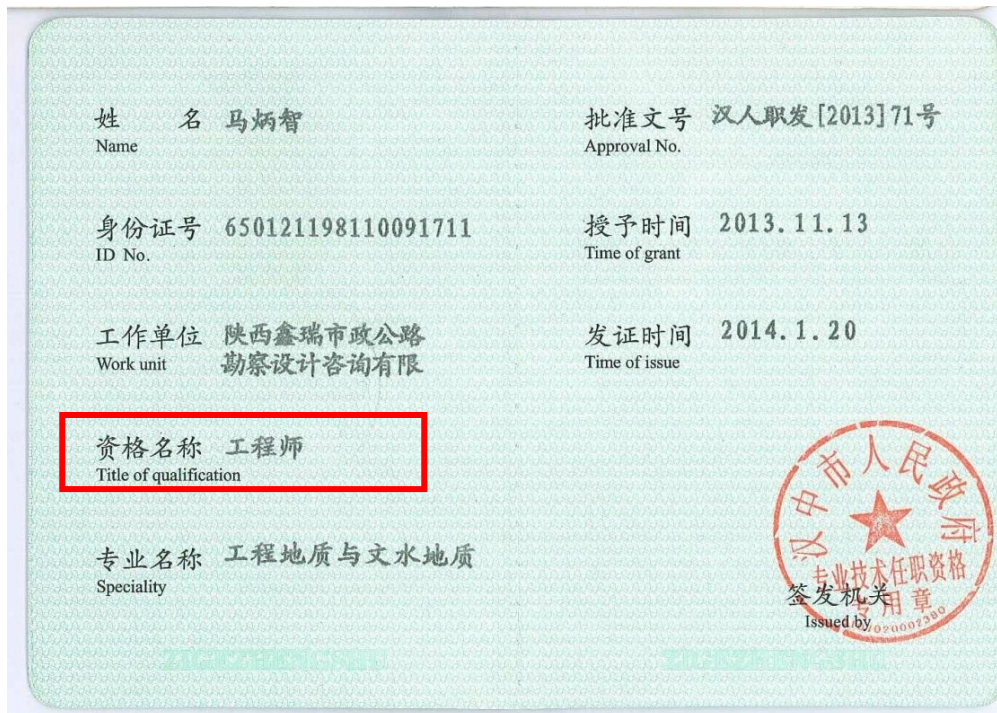 姓 名 马炳智
Name
身份证号 650121198110091711
ID No.
工作单位 陕西鑫瑞市政公路
Work unit 勘察设计咨询有限
资格名称 工程师
Title of qualification
专业名称 工程地质与文水地质
Speciality
批准文号 汉人职发[2013]71号
Approval No.
授予时间 2013.11.13
Time of grant
发证时间 2014.1.20
Time of issue
汉中市人民政府
专业技术任职资格
专用章
签发机关
Issued by